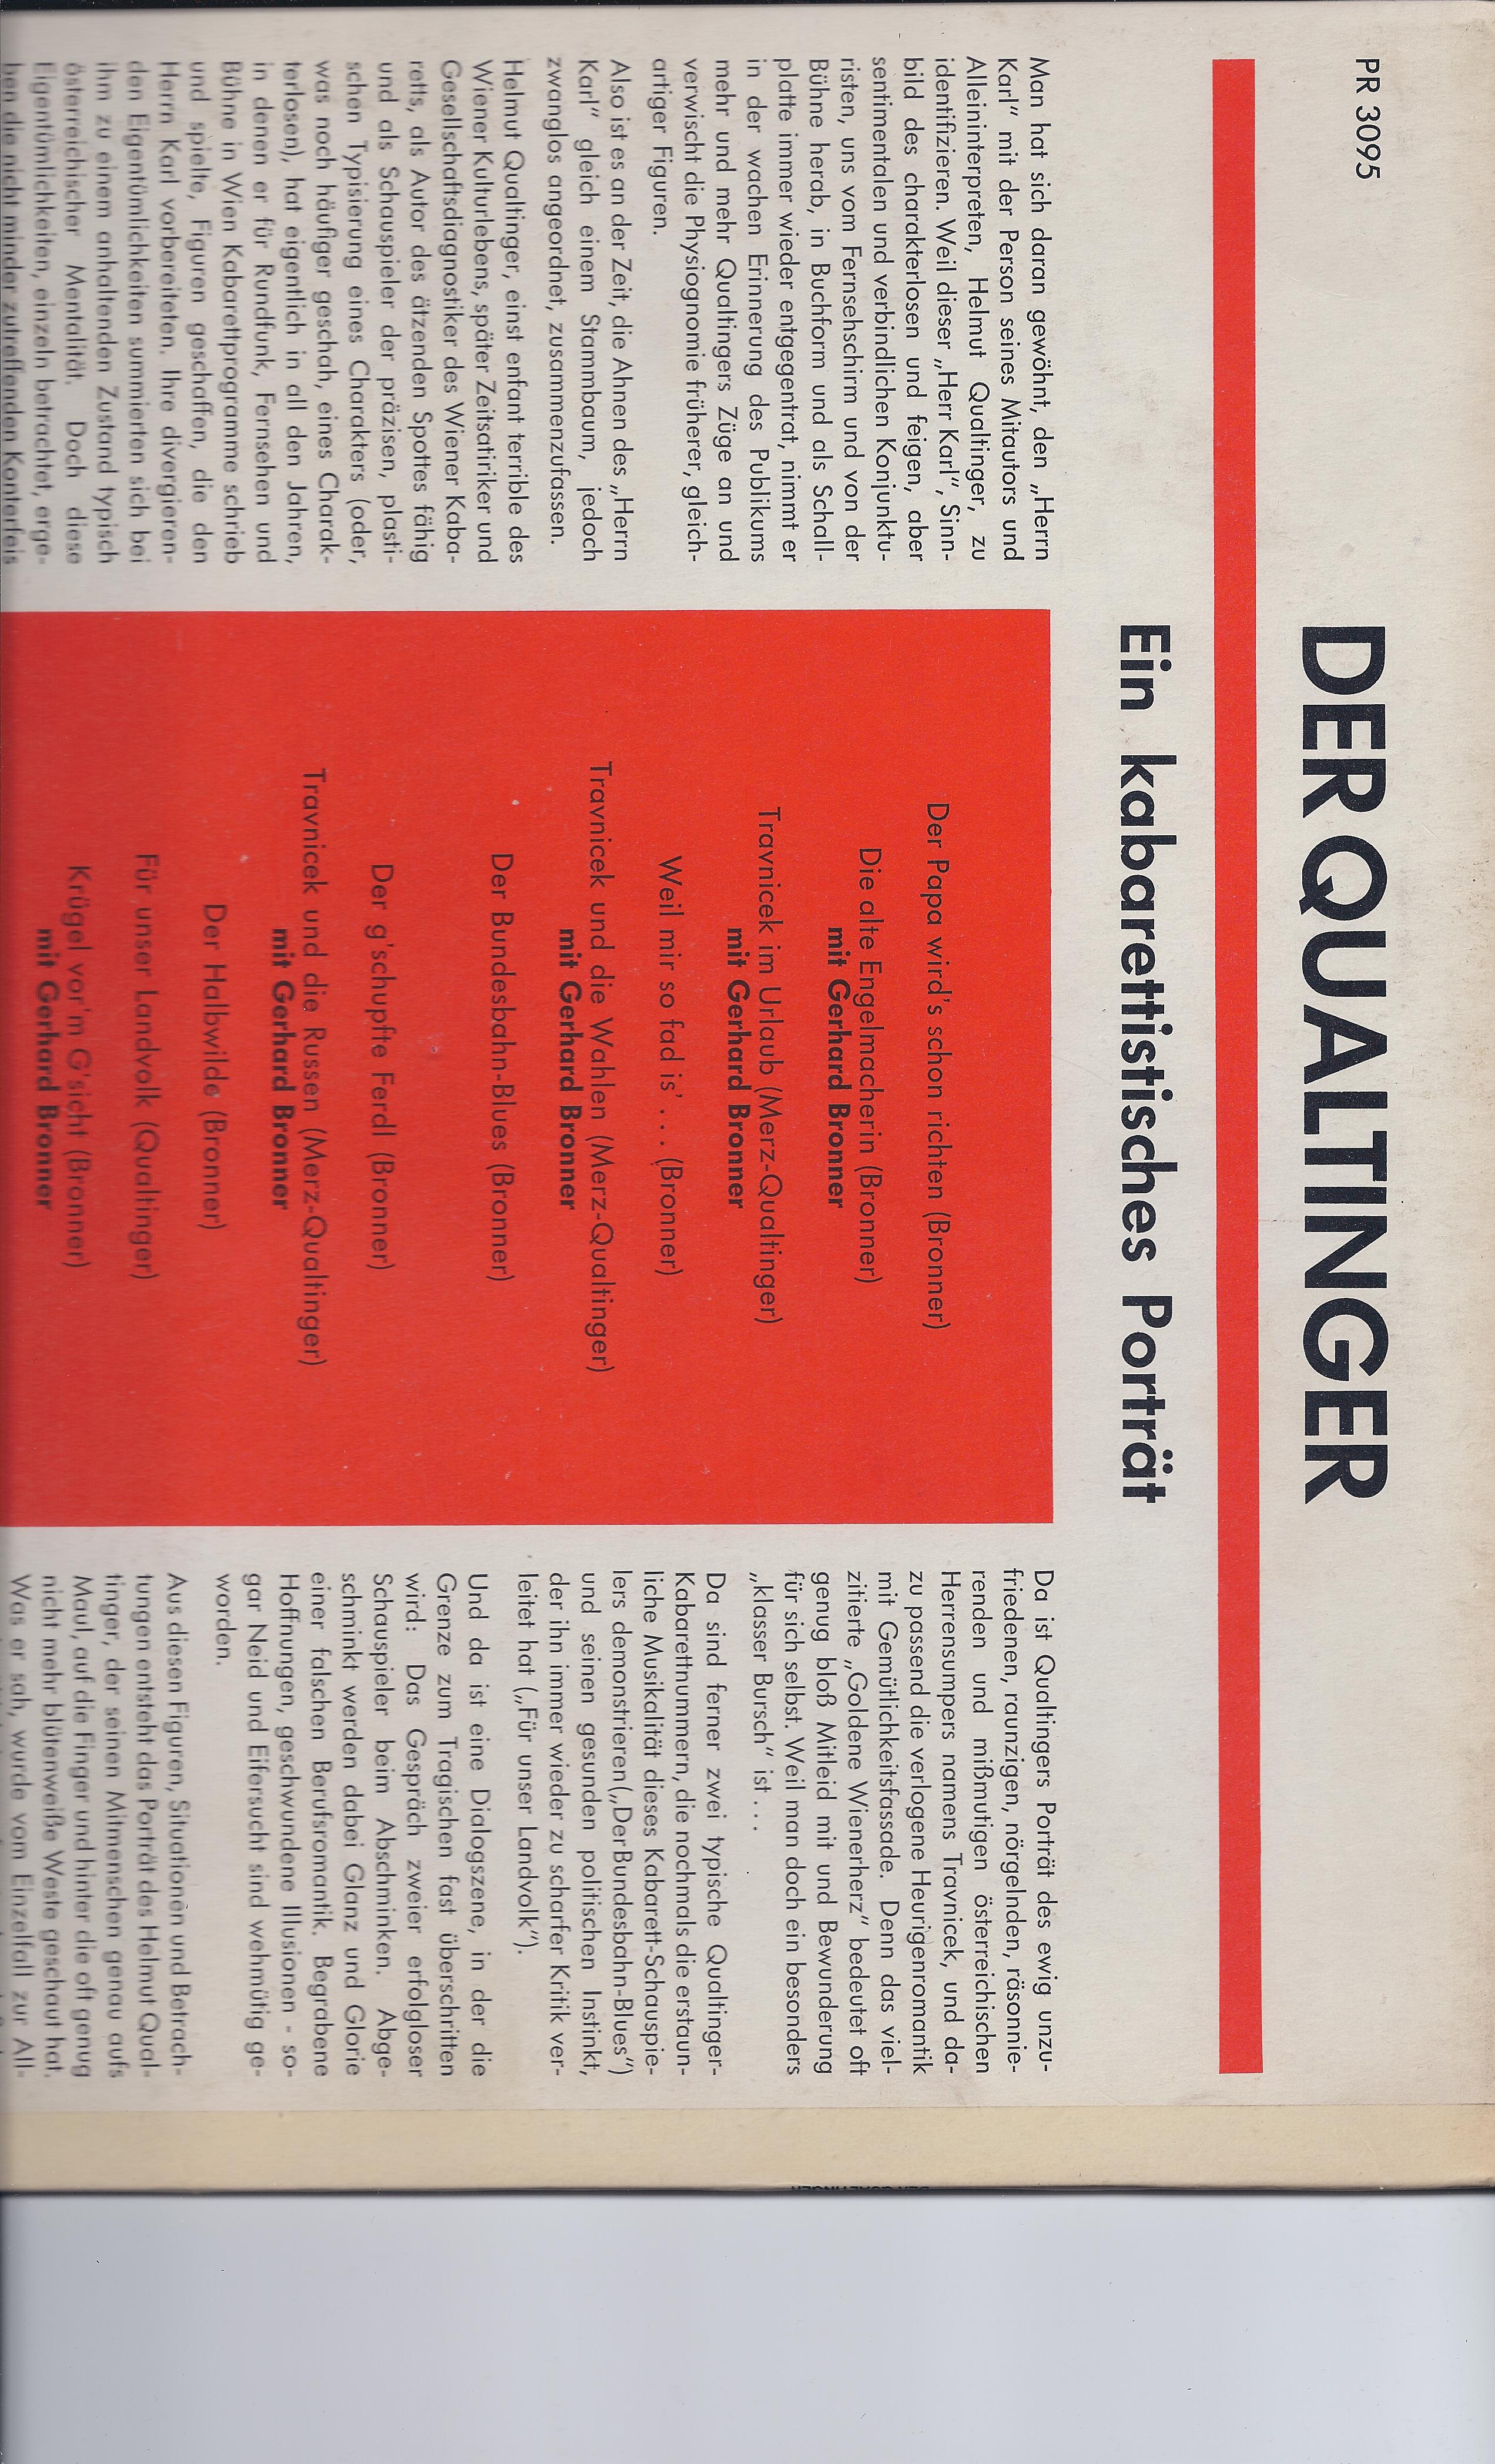 PR 3095
DER QUALTINGER
Ein kabarettistisches Porträt
Man hat sich daran gewöhnt, den „Herrn
Karl“ mit der Person seines Mitautors und
Alleininterpreten, Helmut Qualtinger, zu
identifizieren. Weil dieser „Herr Karl“, Sinn-
bild des charakterlosen und feigen, aber
sentimentalen und verbindlichen Konjunktu-
risten, uns vom Fernsehschirm und von der
Bühne herab, in Buchform und als Schall-
platte immer wieder entgegentrat, nimmt er
in der wachen Erinnerung des Publikums
mehr und mehr Qualtingers Züge an und
verwischt die Physiognomie früherer, gleich-
artiger Figuren.
Also ist es an der Zeit, die Ahnen des „Herrn
Karl“ gleich einem Stammbaum, jedoch
zwanglos angeordnet, zusammenzufassen.
Helmut Qualtinger, einst enfant terrible des
Wiener Kulturlebens, später Zeitsatiriker und
Gesellschaftsdiagnostiker des Wiener Kaba-
retts, als Autor des ätzenden Spottes fähig
und als Schauspieler der präzisen, plasti-
schen Typisierung eines Charakters (oder,
was noch häufiger geschah, eines Charak-
terlosen), hat eigentlich in all den Jahren,
in denen er für Rundfunk, Fernsehen und
Bühne in Wien Kabarettprogramme schrieb
und spielte, Figuren geschaffen, die den
Herrn Karl vorbereiteten. Ihre divergieren-
den Eigentümlichkeiten summierten sich bei
ihm zu einem anhaltenden Zustand typisch
österreichischer Mentalität. Doch diese
Eigentümlichkeiten, einzeln betrachtet, erge-
ben die nicht minder zutreffenden Konterfeis
Der Papa wird's schon richten (Bronner)
Die alte Engelmacherin (Bronner)
mit Gerhard Bronner
Travnicek im Urlaub (Merz-Qualtinger)
mit Gerhard Bronner
Weil mir so fad is' . . . (Bronner)
Travnicek und die Wahlen (Merz-Qualtinger)
mit Gerhard Bronner
Der Bundesbahn-Blues (Bronner)
Der g'schupfte Ferdl (Bronner)
Travnicek und die Russen (Merz-Qualtinger)
mit Gerhard Bronner
Der Halbwilde (Bronner)
Für unser Landvolk (Qualtinger)
Krügel vor'm G'sicht (Bronner)
mit Gerhard Bronner
Da ist Qualtingers Porträt des ewig unzu-
friedenen, raunzigen, nörgelnden, räsonnie-
renden und mißmutigen österreichischen
Herrensumpers namens Travnicek, und da-
zu passend die verlogene Heurigenromantik
mit Gemütlichkeitsfassade. Denn das viel-
zitierte „Goldene Wienerherz“ bedeutet oft
genug bloß Mitleid mit und Bewunderung
für sich selbst. Weil man doch ein besonders
„klasser Bursch“ ist . . .
Da sind ferner zwei typische Qualtinger-
Kabarettnummern, die nochmals die erstaun-
liche Musikalität dieses Kabarett-Schauspie-
lers demonstrieren („Der Bundesbahn-Blues“)
und seinen gesunden politischen Instinkt,
der ihn immer wieder zu scharfer Kritik ver-
leitet hat („Für unser Landvolk“).
Und da ist eine Dialogszene, in der die
Grenze zum Tragischen fast überschritten
wird: Das Gespräch zweier erfolgloser
Schauspieler beim Abschminken. Abge-
schminkt werden dabei Glanz und Glorie
einer falschen Berufsromantik. Begrabene
Hoffnungen, geschwundene Illusionen - so-
gar Neid und Eifersucht sind wehmütig ge-
worden.
Aus diesen Figuren, Situationen und Betrach-
tungen entsteht das Porträt des Helmut Qual-
tinger, der seinen Mitmenschen genau aufs
Maul, auf die Finger und hinter die oft genug
nicht mehr blütenweiße Weste geschaut hat.
Was er sah, wurde vom Einzelfall zur All-